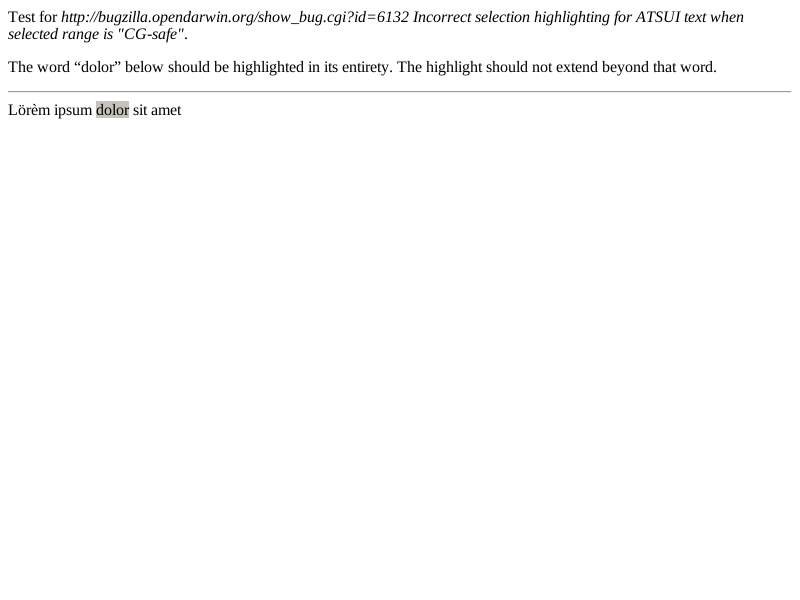 Test for http://bugzilla.opendarwin.org/show_bug.cgi?id=6132 Incorrect selection highlighting for ATSUI text when
selected range is "CG-safe".
The word “dolor” below should be highlighted in its entirety. The highlight should not extend beyond that word.
Lörèm ipsum dolor sit amet